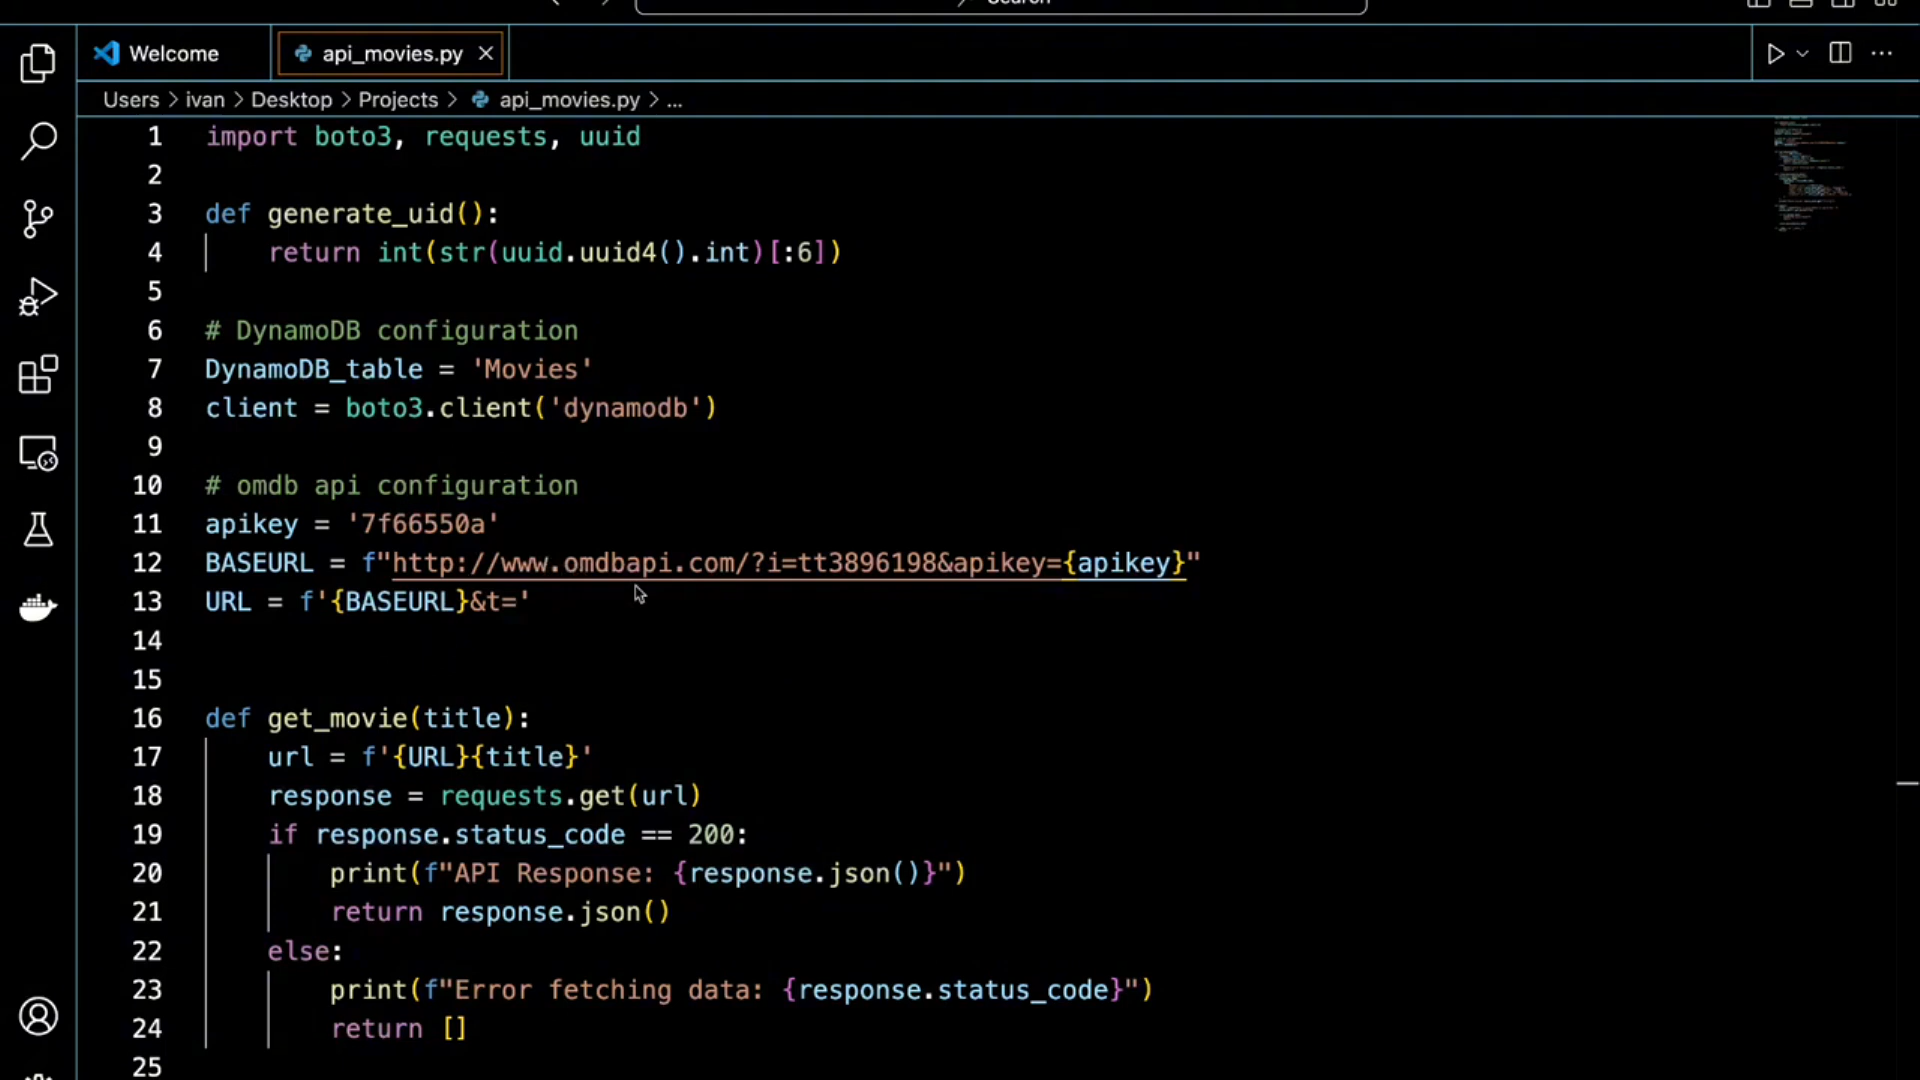 Search
Welcome
api_movies.py
Users > ivan > Desktop > Projects > api_movies.py > ...
1 import boto3, requests, uuid
2
3 def generate_uid():
4 return int(str(uuid.uuid4().int)[:6])
5
6 # DynamoDB configuration
7 DynamoDB_table = 'Movies'
8 client = boto3.client('dynamodb')
9
10 # omdb api configuration
11 apikey = '7f66550a'
12 BASEURL = f"http://www.omdbapi.com/?i=tt3896198&apikey={apikey}"
13 URL = f'{BASEURL}&t='
14
15
16 def get_movie(title):
17 url = f'{URL}{title}'
18 response = requests.get(url)
19 if response.status_code == 200:
20 print(f"API Response: {response.json()}")
21 return response.json()
22 else:
23 print(f"Error fetching data: {response.status_code}")
24 return []
25